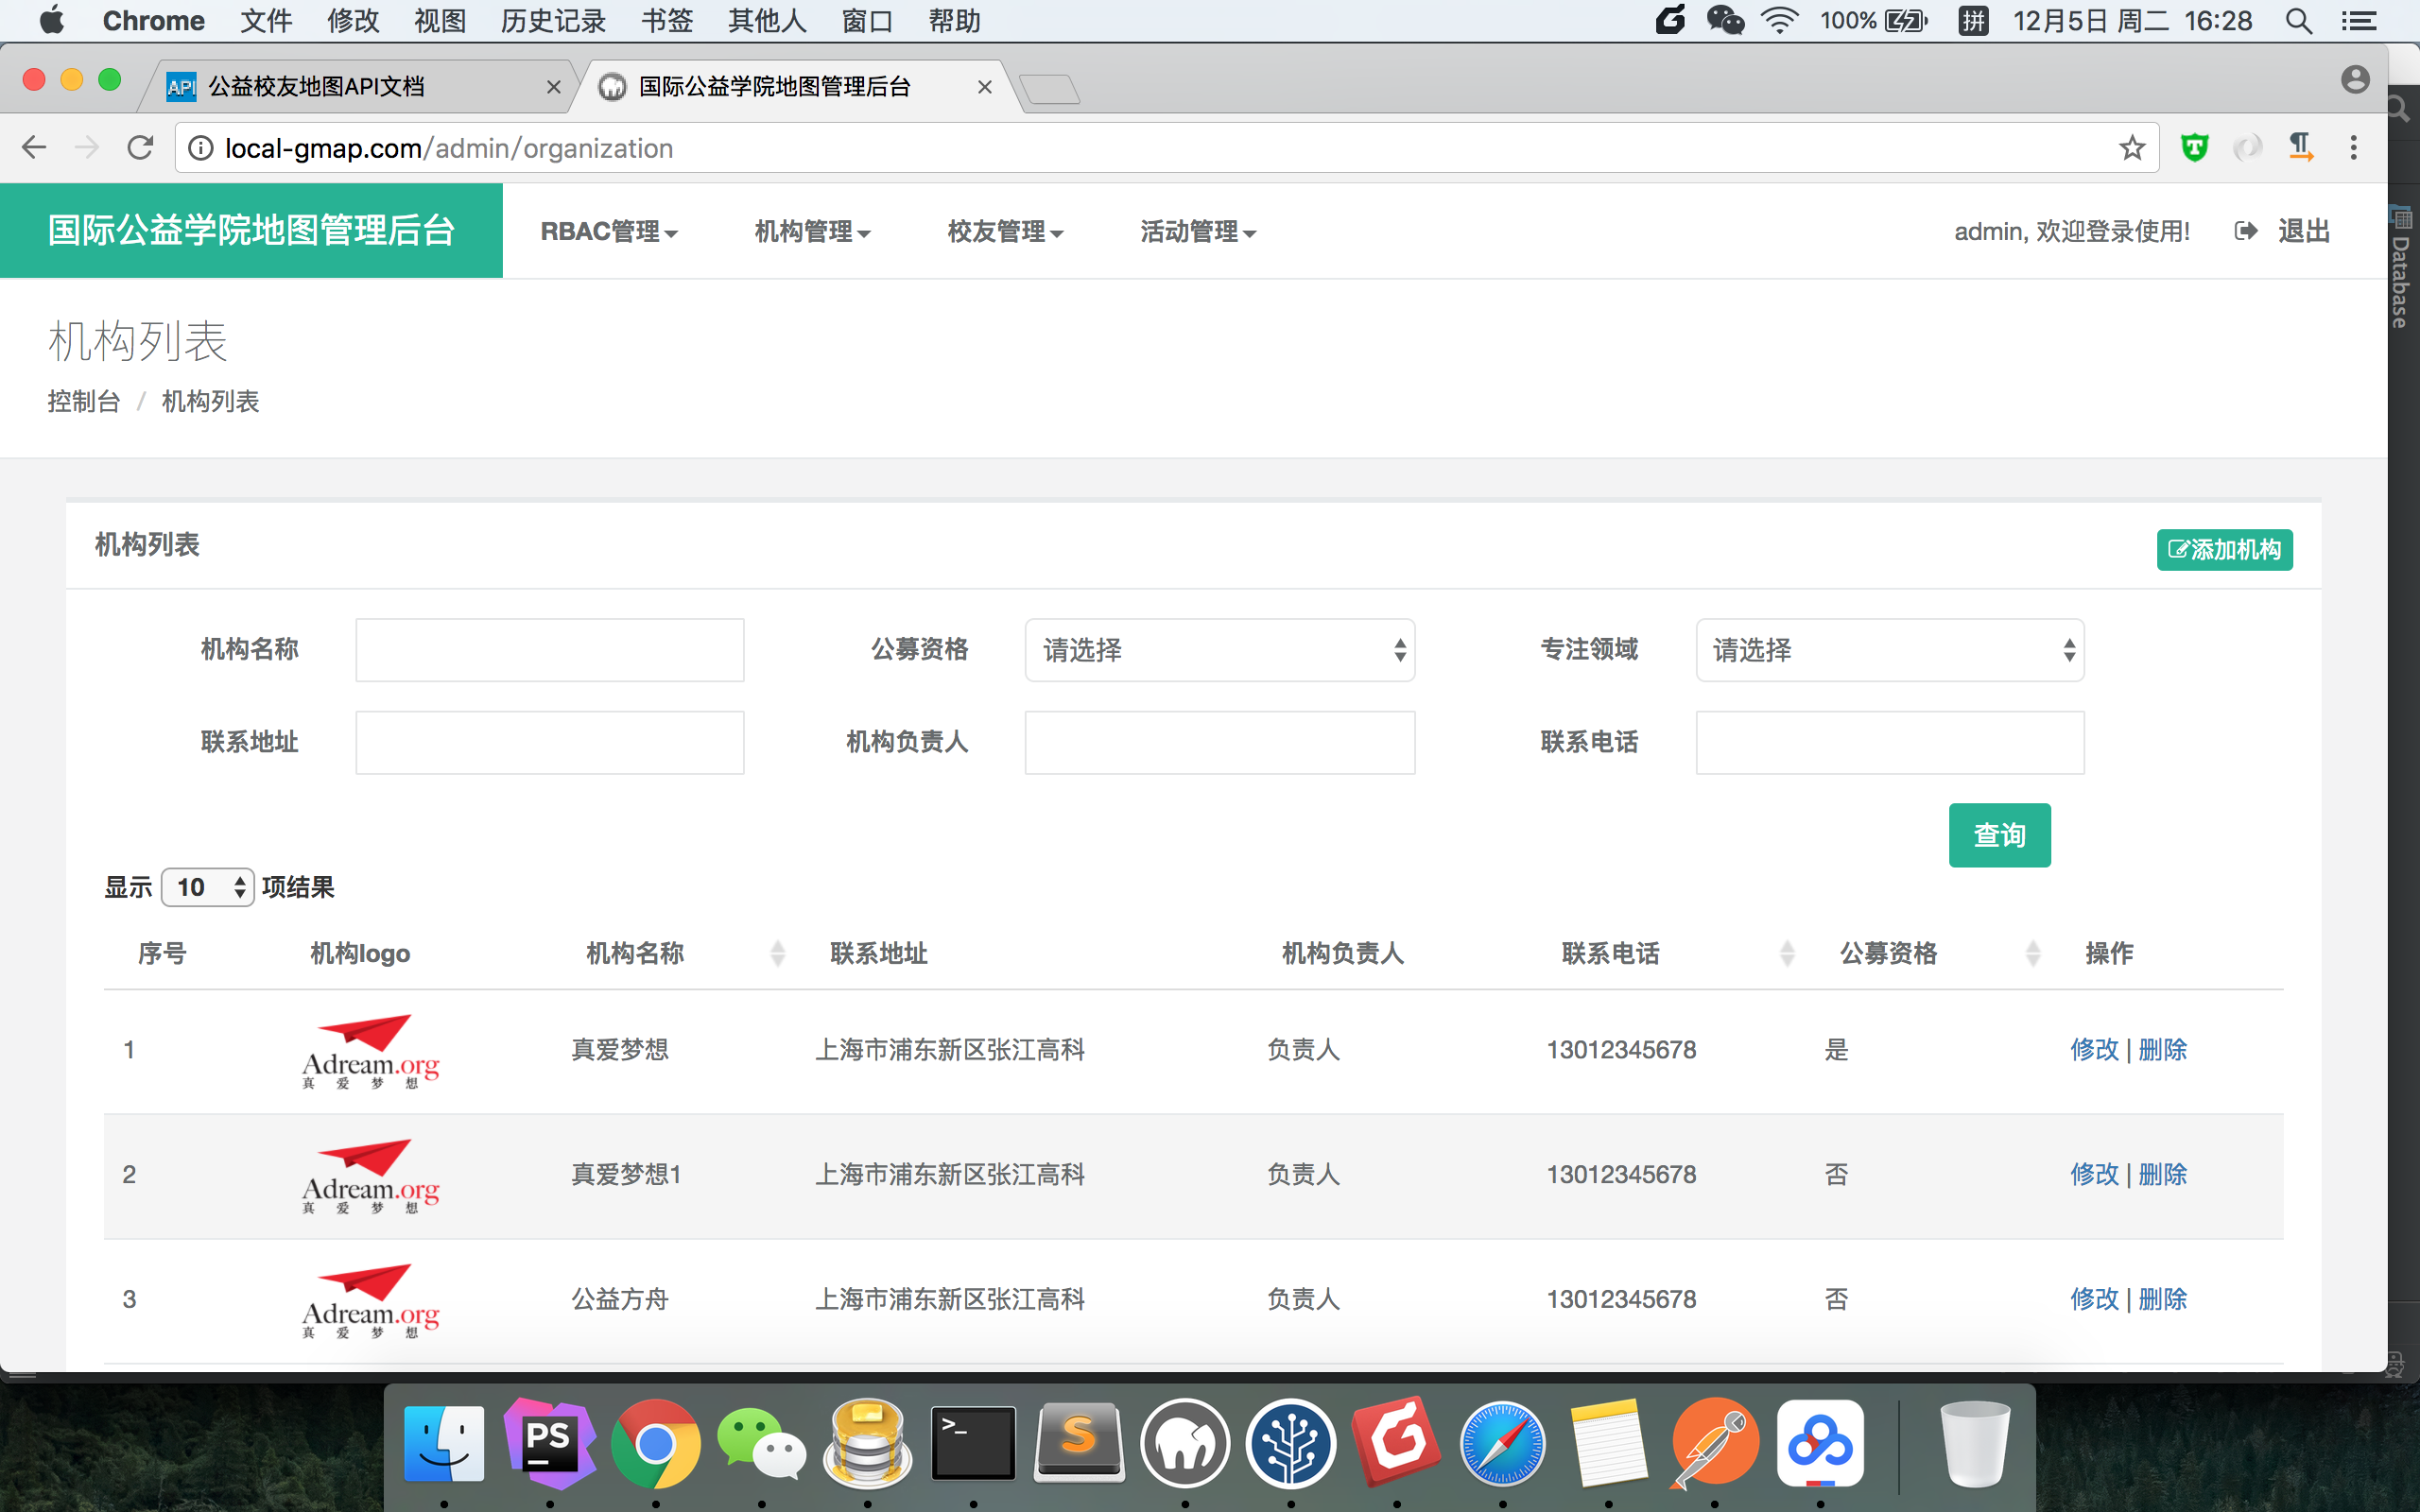 Chrome 文件 修改 视图 历史记录 书签 其他人 窗口 帮助 100% 拼 12月5日 周二 16:28
API 公益校友地图API文档 国际公益学院地图管理后台
local-gmap.com/admin/organization
国际公益学院地图管理后台 RBAC管理 机构管理 校友管理 活动管理 admin, 欢迎登录使用! 退出
Database
机构列表
控制台 / 机构列表
机构列表 添加机构
机构名称 公募资格 请选择 专注领域 请选择
联系地址 机构负责人 联系电话
查询
显示 10 项结果
序号 机构logo 机构名称 联系地址 机构负责人 联系电话 公募资格 操作
1 Adream.org 真爱梦想 真爱梦想 上海市浦东新区张江高科 负责人 13012345678 是 修改 | 删除
2 Adream.org 真爱梦想 真爱梦想1 上海市浦东新区张江高科 负责人 13012345678 否 修改 | 删除
3 Adream.org 真爱梦想 公益方舟 上海市浦东新区张江高科 负责人 13012345678 否 修改 | 删除
PS >_ S